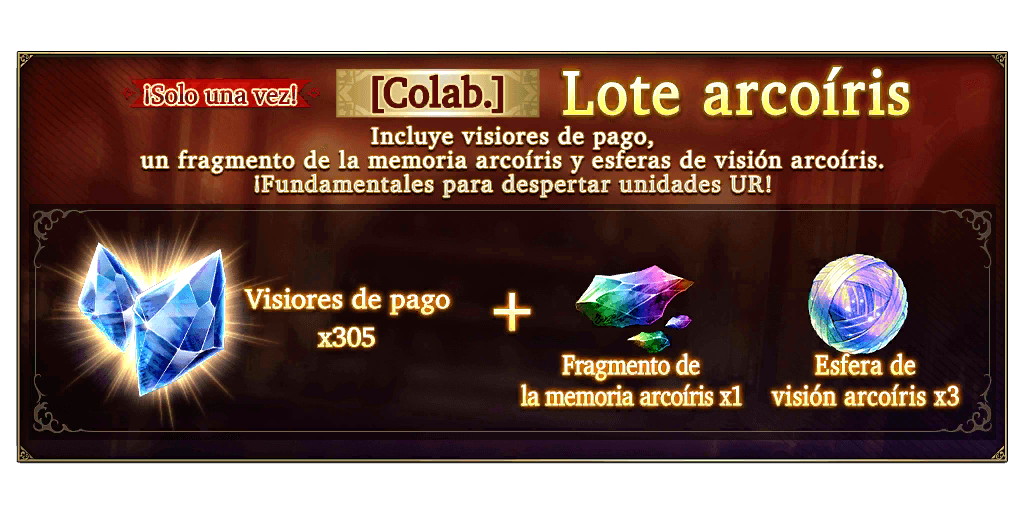 ¡Solo una vez!
[Colab.]
Lote arcoíris
Incluye visiores de pago,
un fragmento de la memoria arcoíris y esferas de visión arcoíris.
¡Fundamentales para despertar unidades UR!
Visiores de pago
x305
+
Fragmento de
la memoria arcoíris x1
Esfera de
visión arcoíris x3